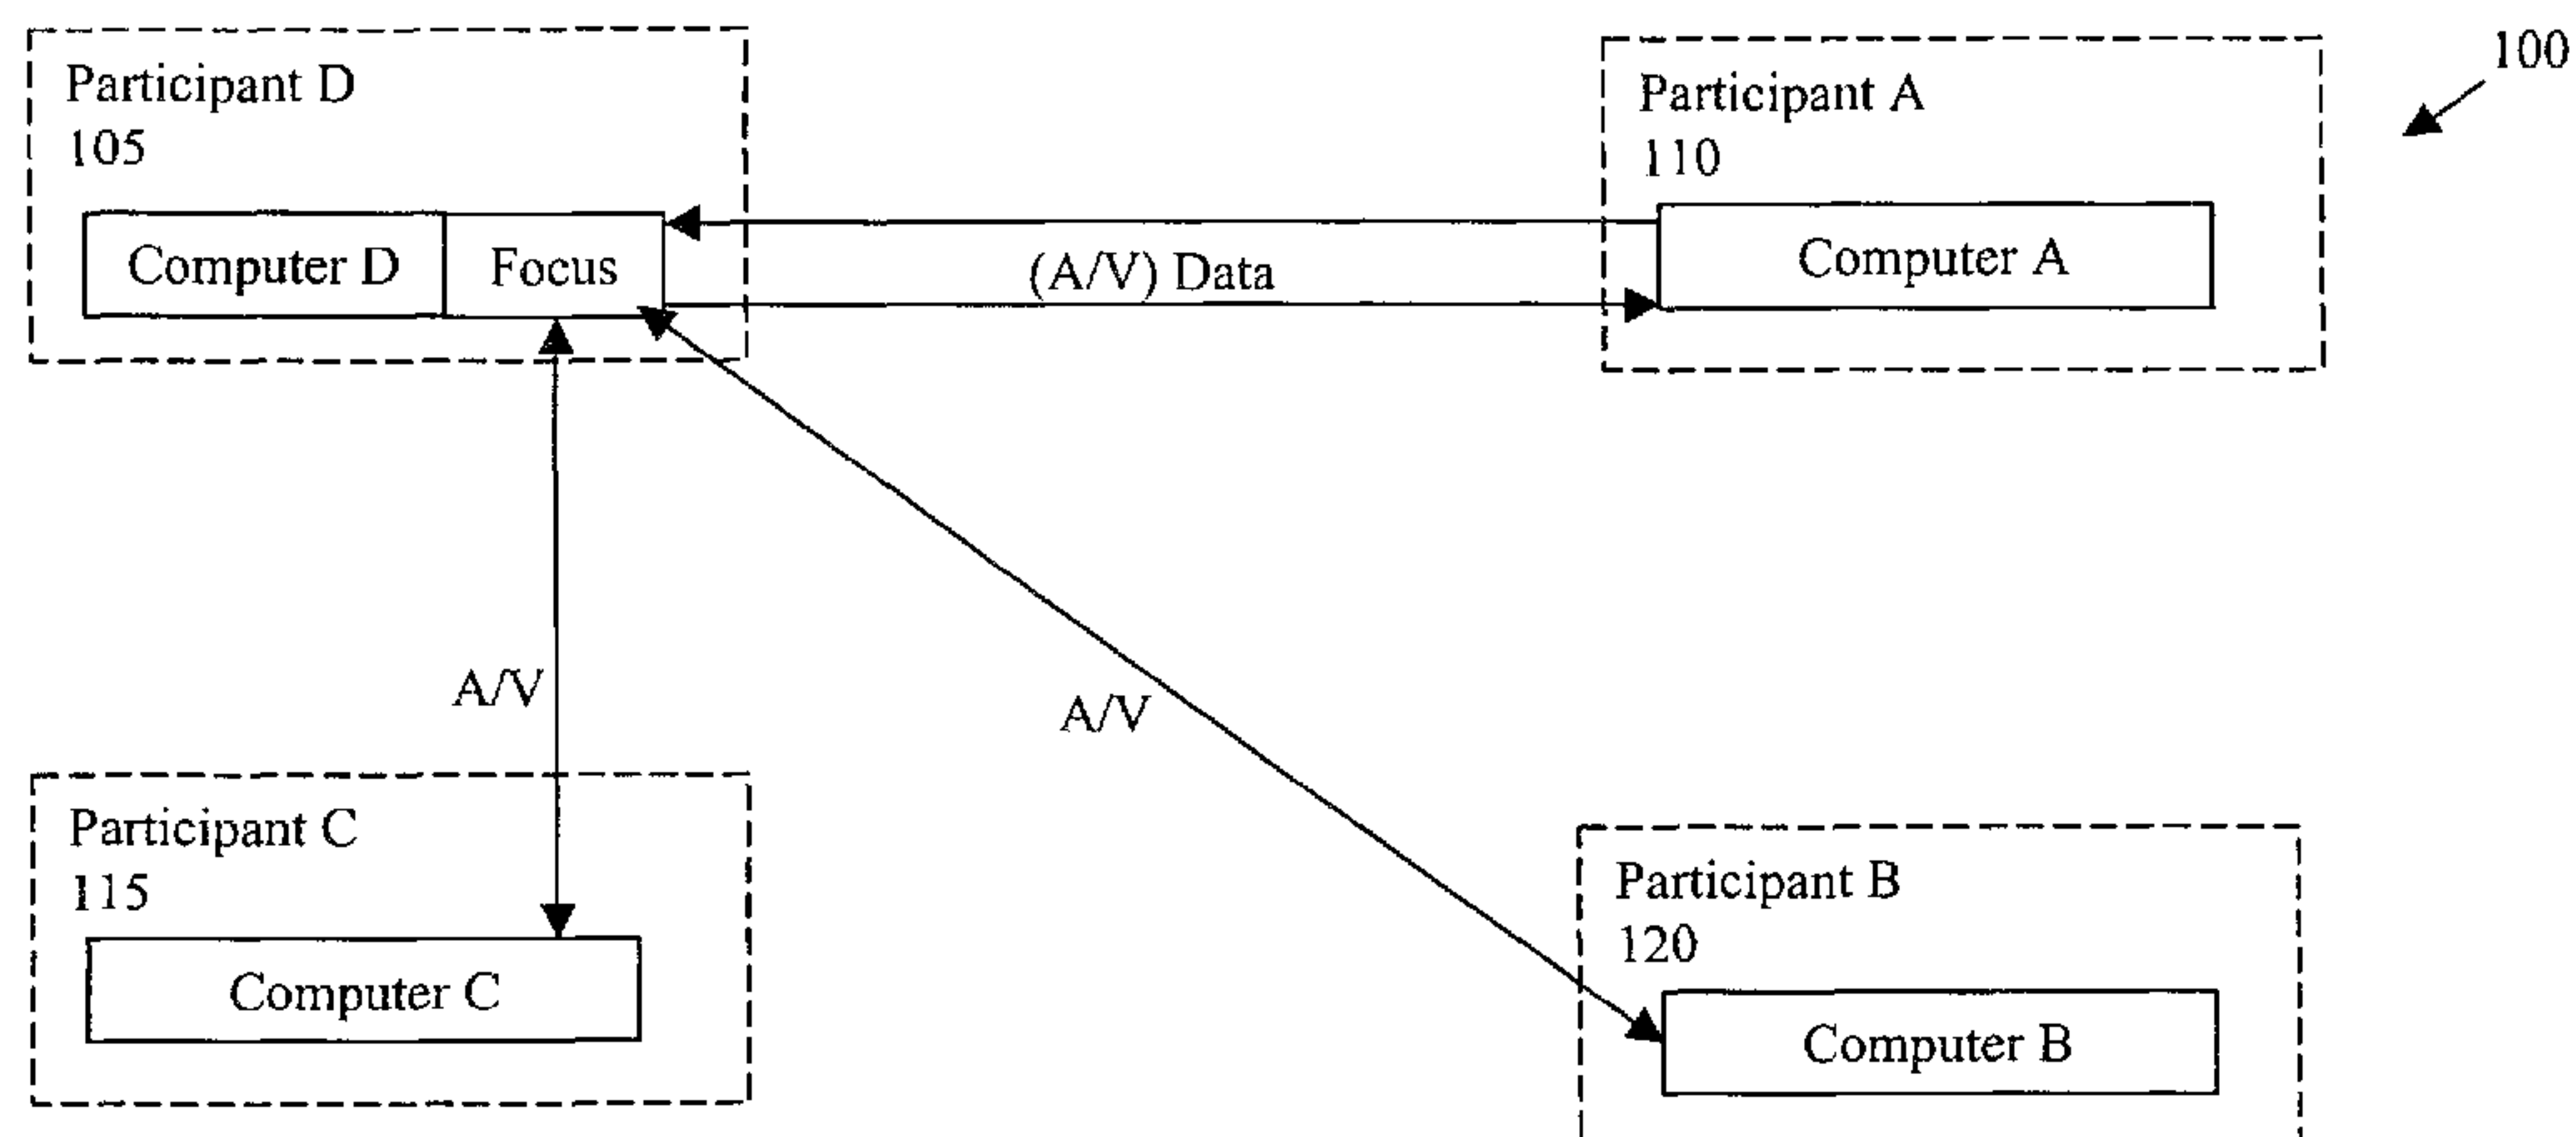 Participant D
105
Computer D
Focus
(A/V) Data
Participant A
110
Computer A
100
A/V
A/V
Participant C
115
Computer C
Participant B
120
Computer B